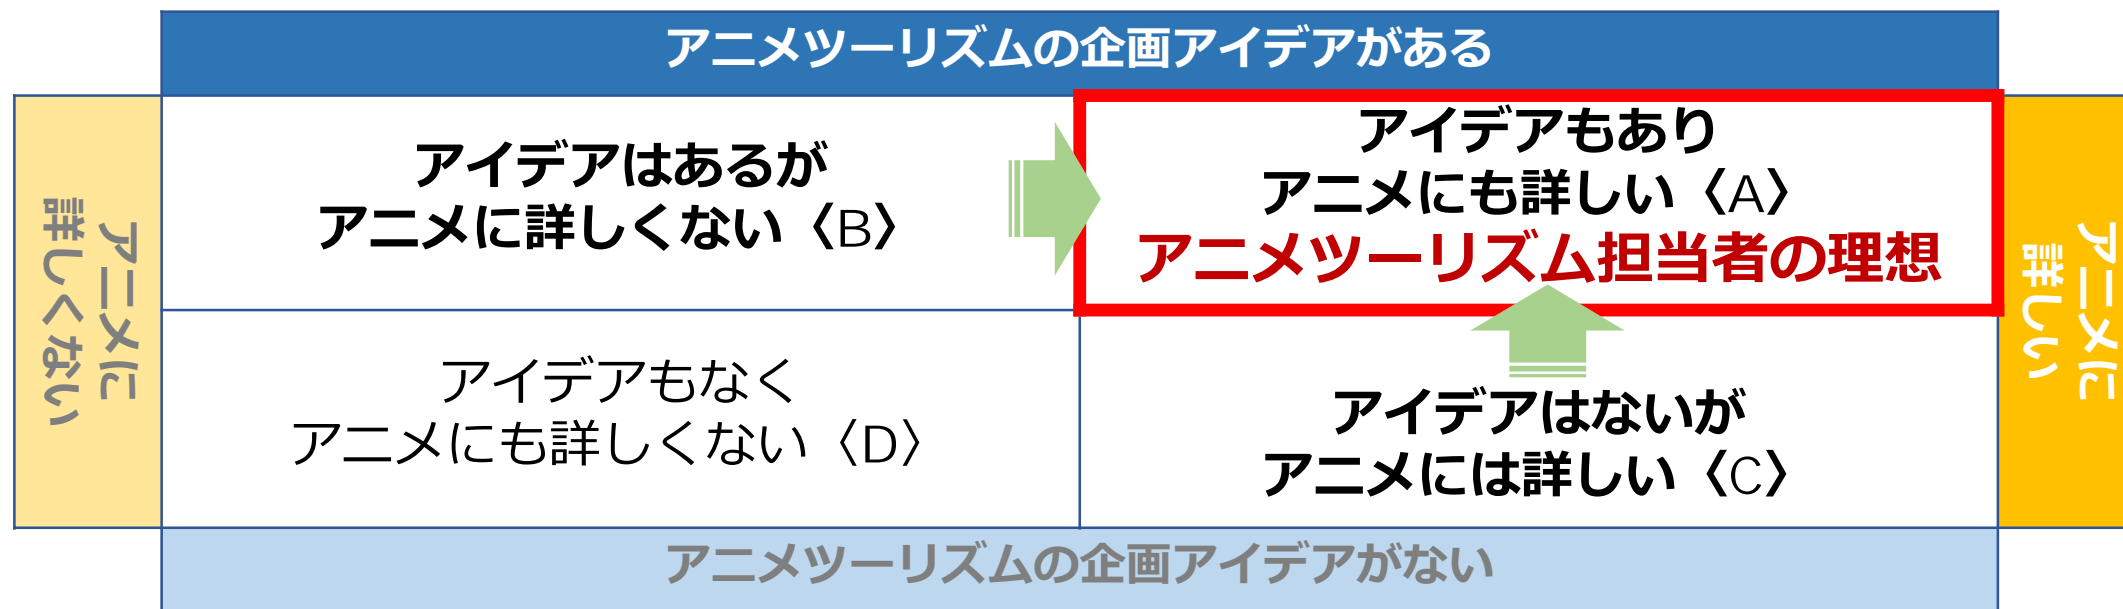 アニメツーリズムの企画アイデアがある
アニメに
詳しくない
アイデアはあるが
アニメに詳しくない〈B〉
アイデアもあり
アニメにも詳しい〈A〉
アニメツーリズム担当者の理想
アニメに
詳しい
アイデアもなく
アニメにも詳しくない〈D〉
アイデアはないが
アニメには詳しい〈C〉
アニメツーリズムの企画アイデアがない